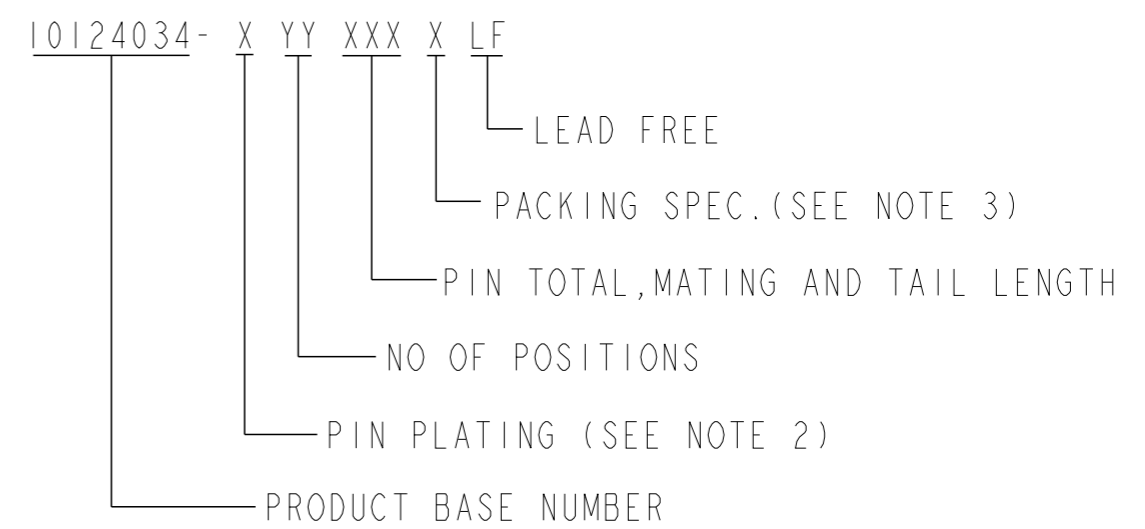 10124034- X YY XXX X LF
LEAD FREE
PACKING SPEC.(SEE NOTE 3)
PIN TOTAL,MATING AND TAIL LENGTH
NO OF POSITIONS
PIN PLATING (SEE NOTE 2)
PRODUCT BASE NUMBER